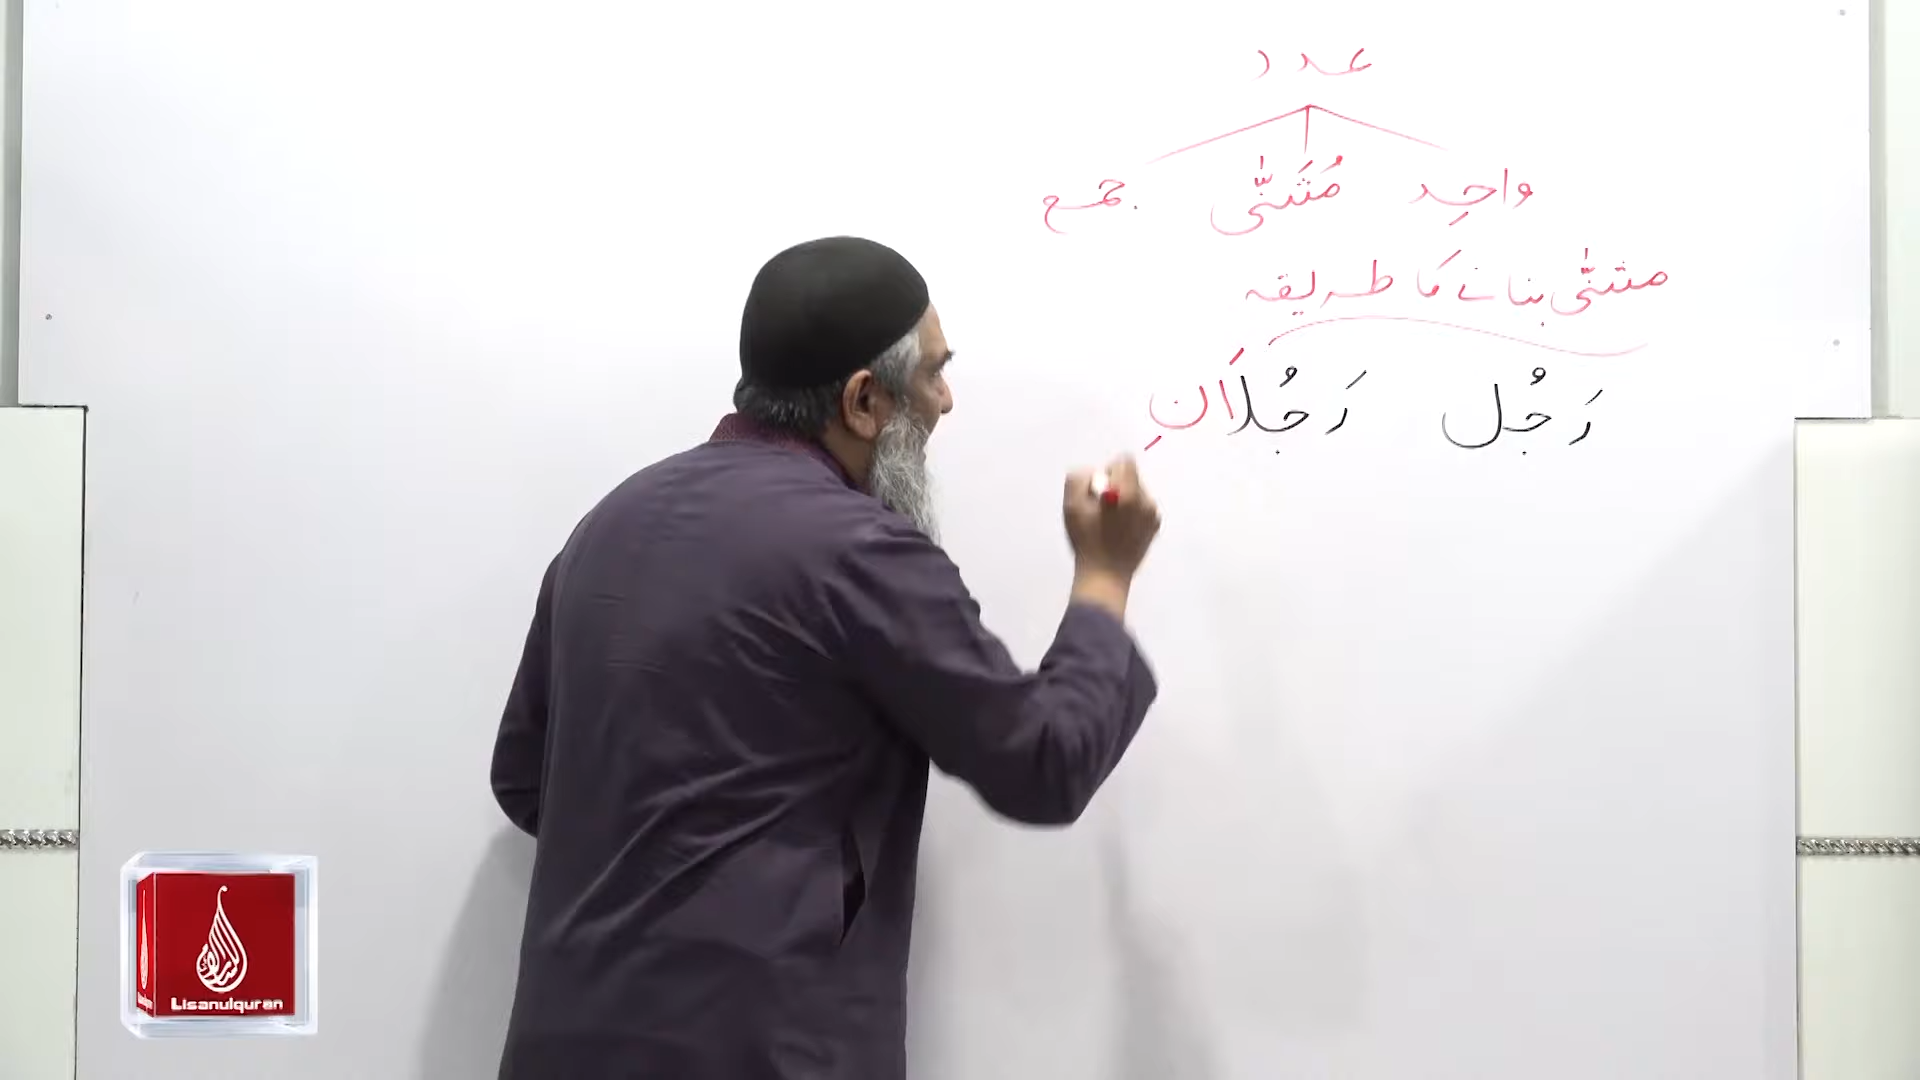 عدد
واحِد مُثَنّٰی جمع
مثنّٰی بنانے کا طریقہ
رَجُل رَجُلَانِ
Lisanulquran